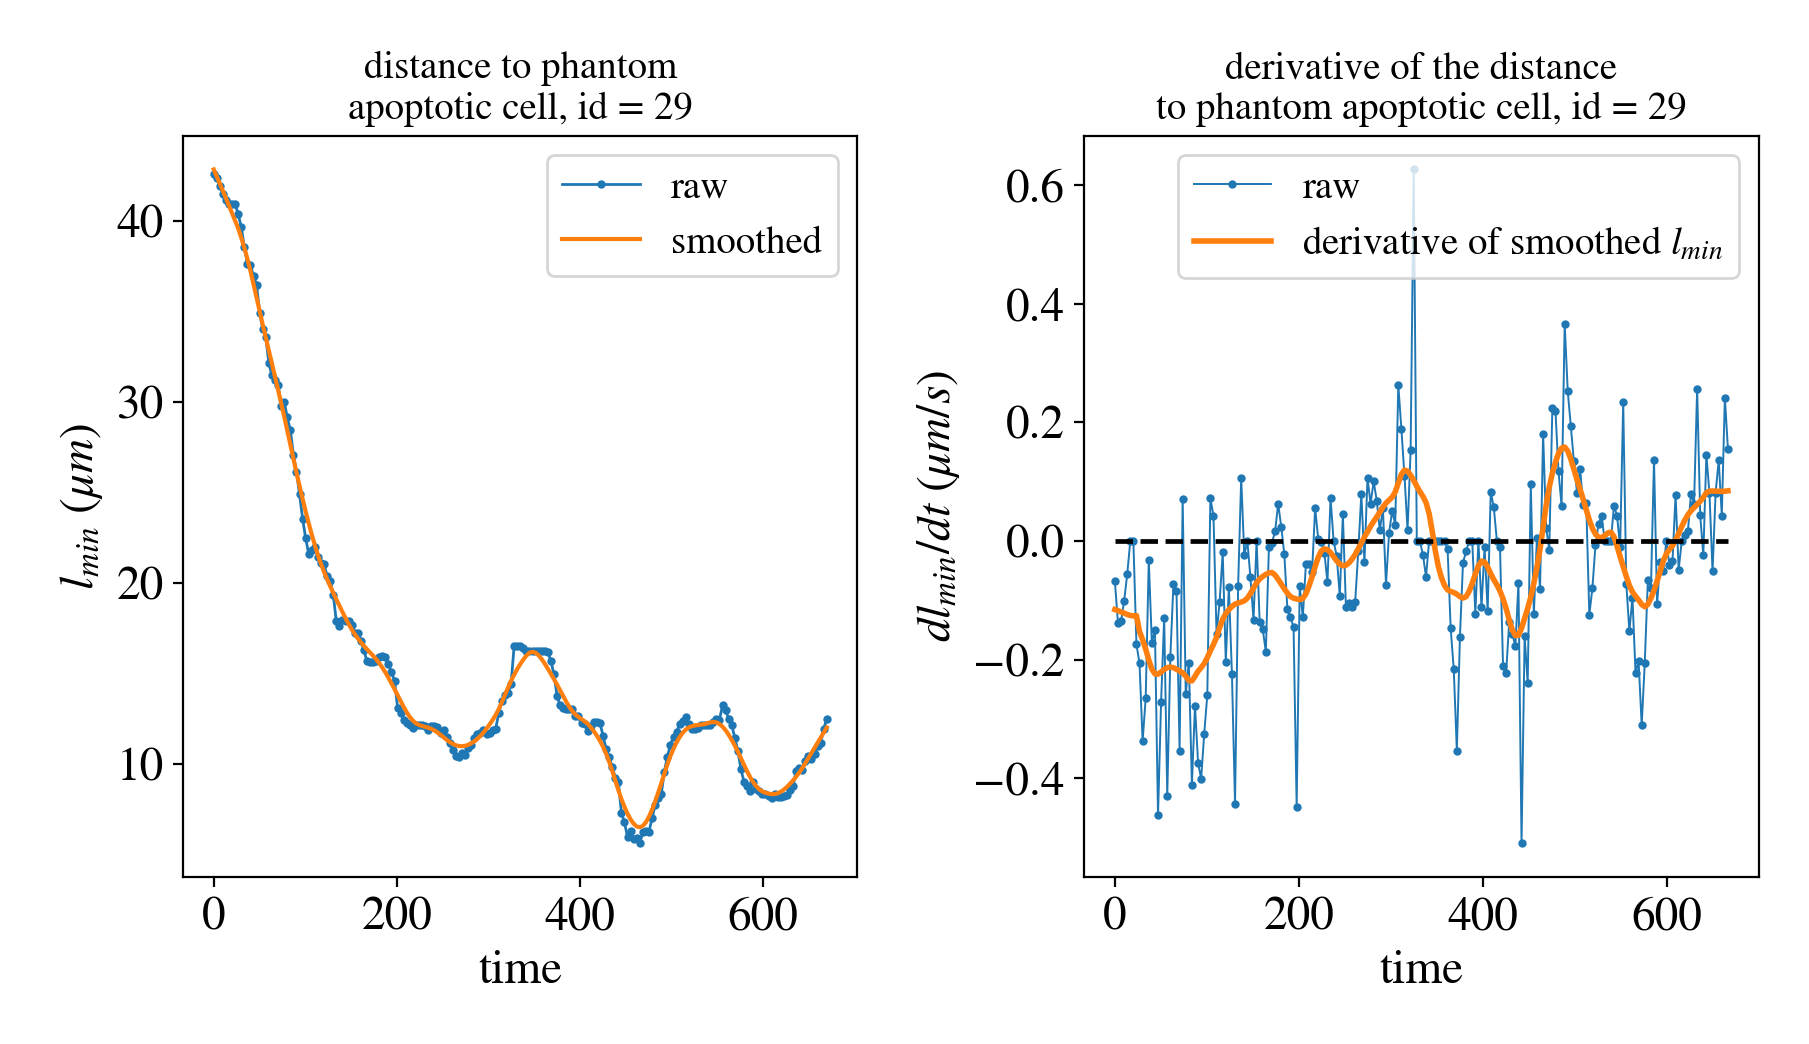 distance to phantom
apoptotic cell, id = 29
raw
smoothed
40
30
20
10
l_min (μm)
0
200
400
600
time
derivative of the distance
to phantom apoptotic cell, id = 29
raw
derivative of smoothed l_min
0.6
0.4
0.2
0.0
−0.2
−0.4
dl_min/dt (μm/s)
0
200
400
600
time